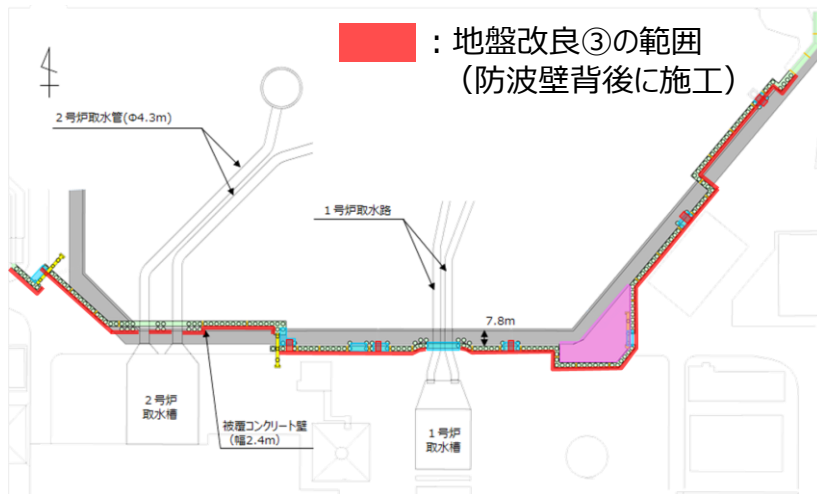 ：地盤改良③の範囲
（防波壁背後に施工）
2号炉取水管(Φ4.3m)
1号炉取水路
7.8m
2号炉
取水槽
被覆コンクリート壁
（幅2.4m）
1号炉
取水槽